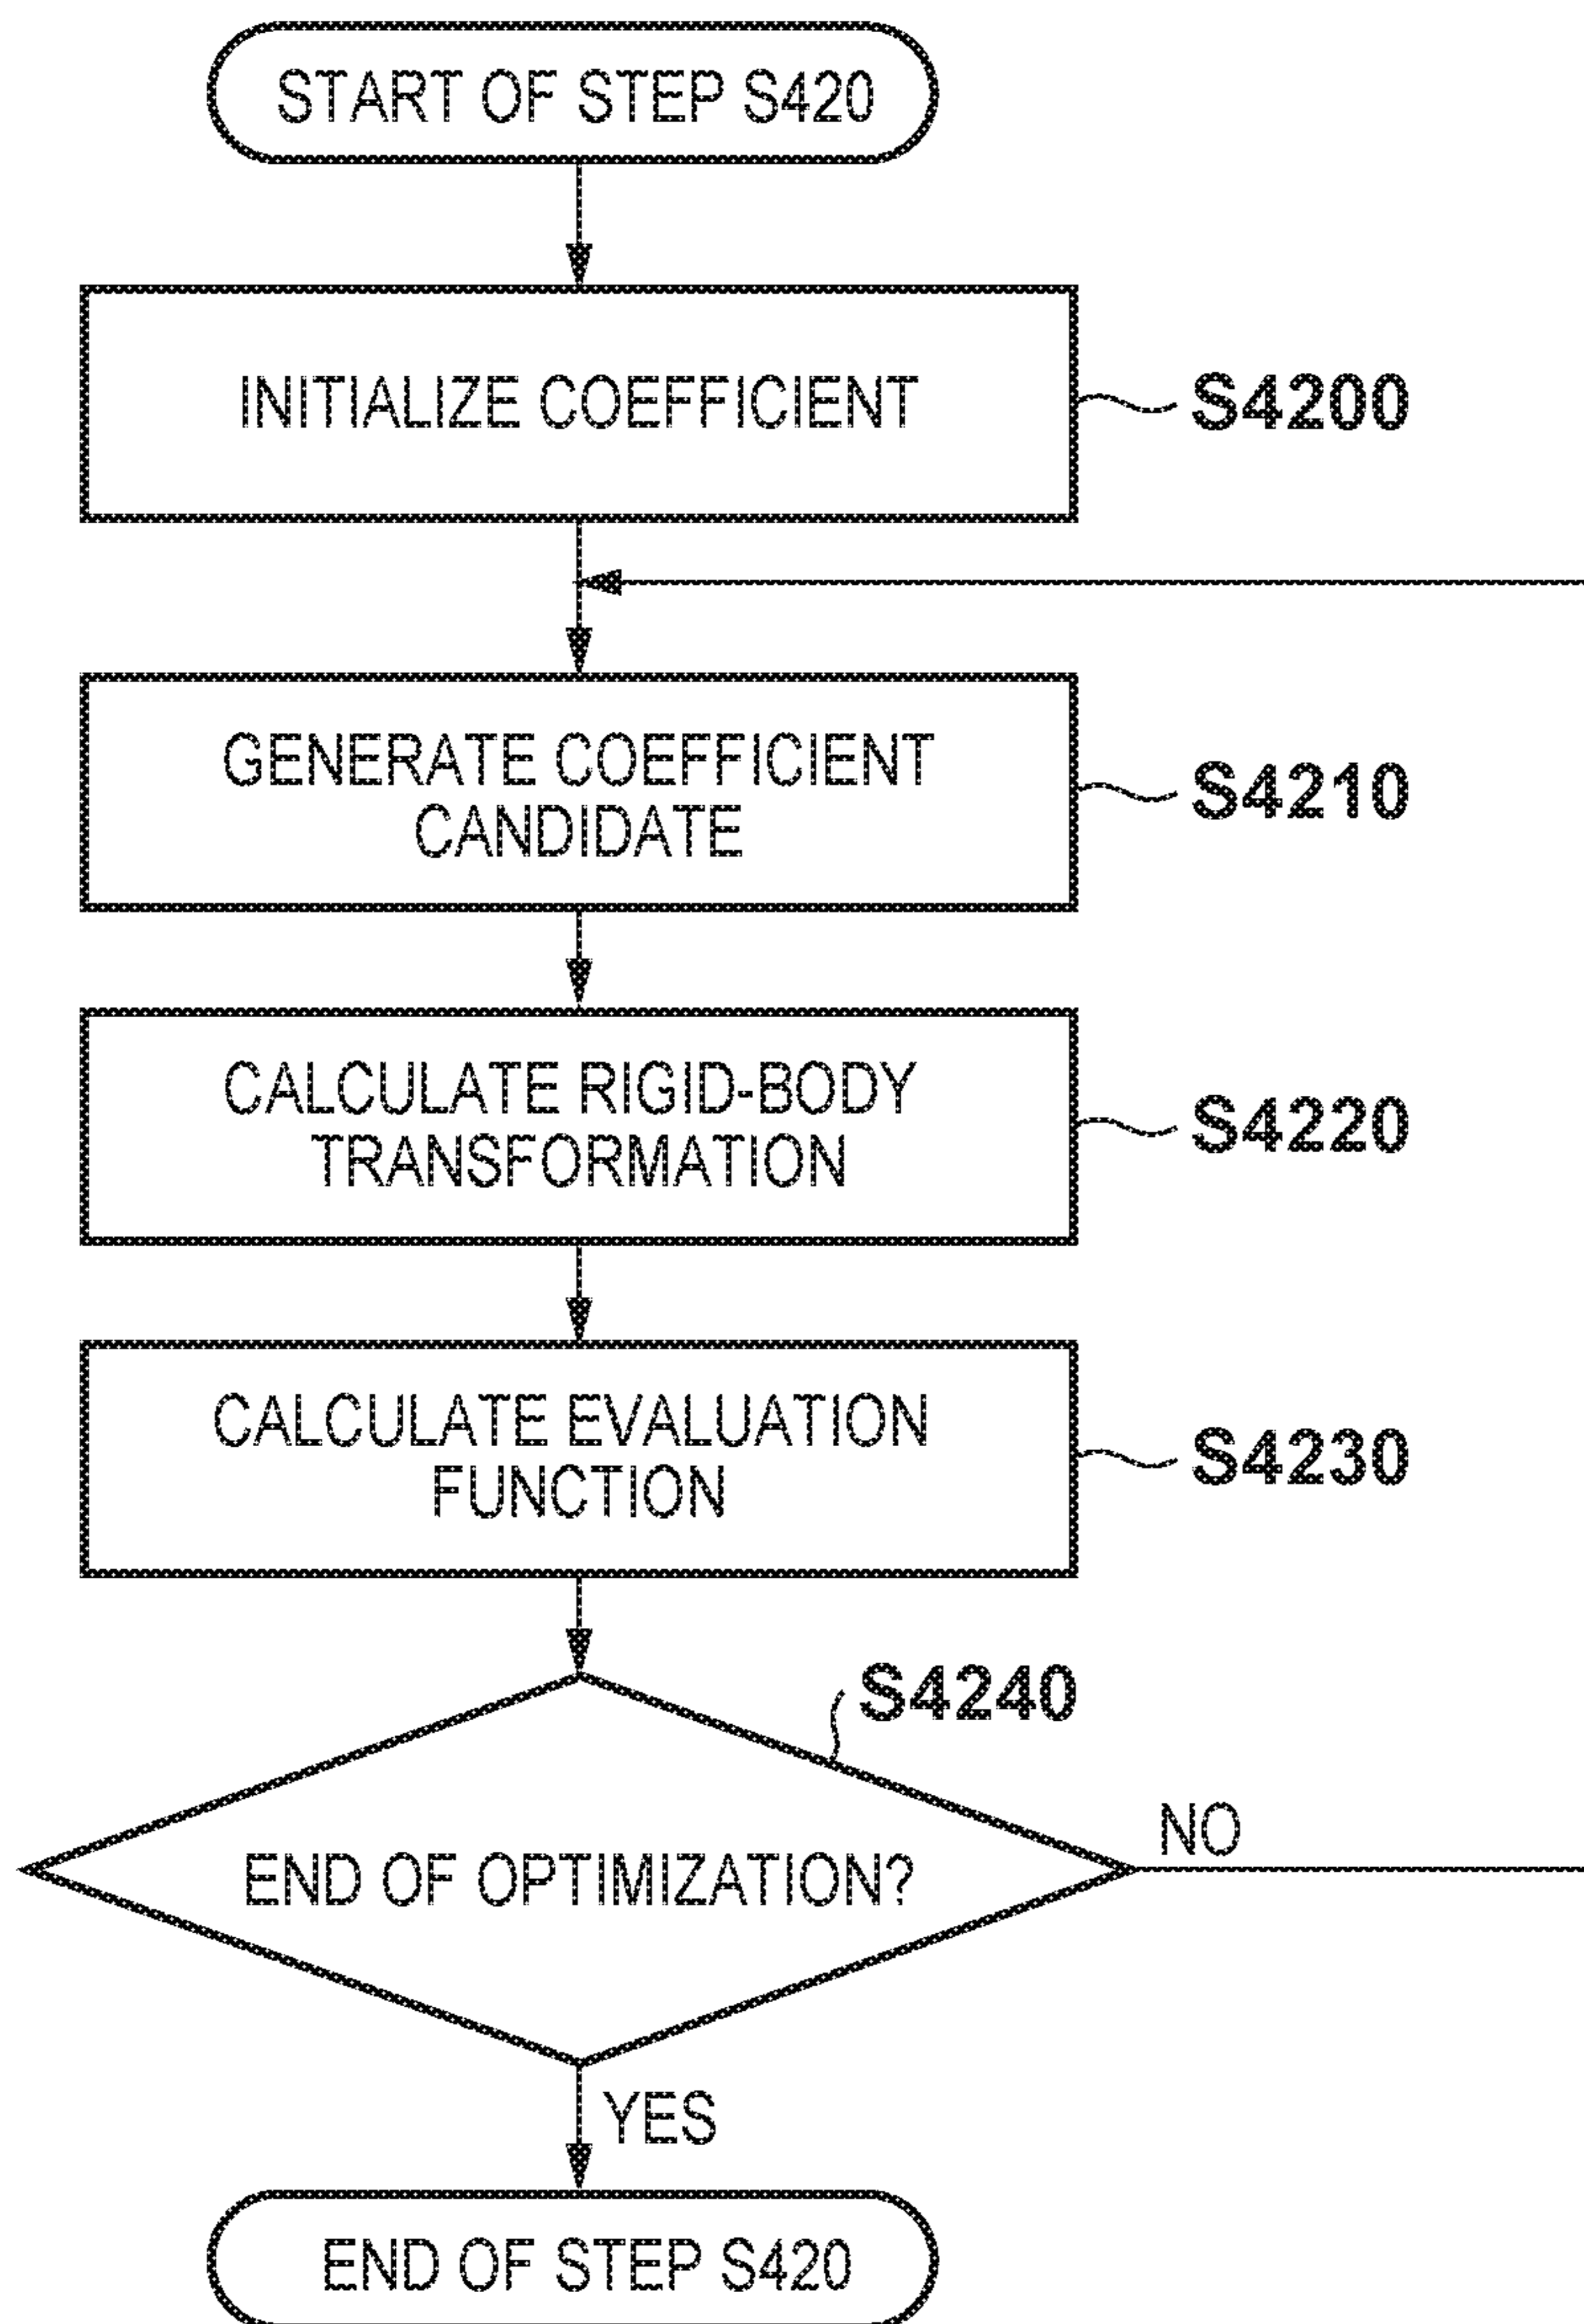 START OF STEP S420
INITIALIZE COEFFICIENT
S4200
GENERATE COEFFICIENT
CANDIDATE
S4210
CALCULATE RIGID-BODY
TRANSFORMATION
S4220
CALCULATE EVALUATION
FUNCTION
S4230
S4240
END OF OPTIMIZATION?
NO
YES
END OF STEP S420